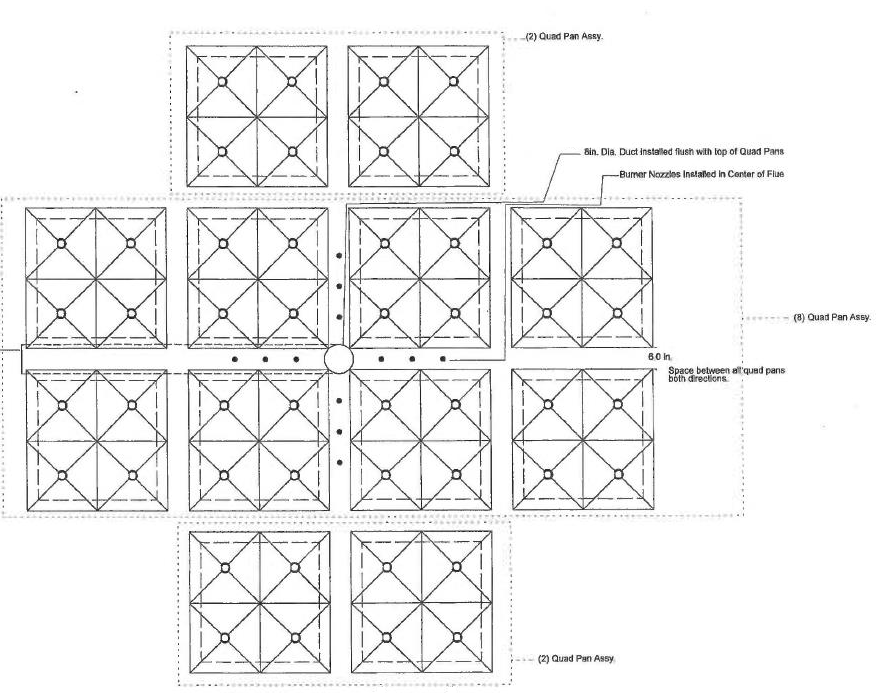 (2) Quad Pan Assy.
8in. Dia. Duct installed flush with top of Quad Pans
Burner Nozzles Installed in Center of Flue
(8) Quad Pan Assy.
6.0 in.
Space between all quad pans
both directions.
(2) Quad Pan Assy.